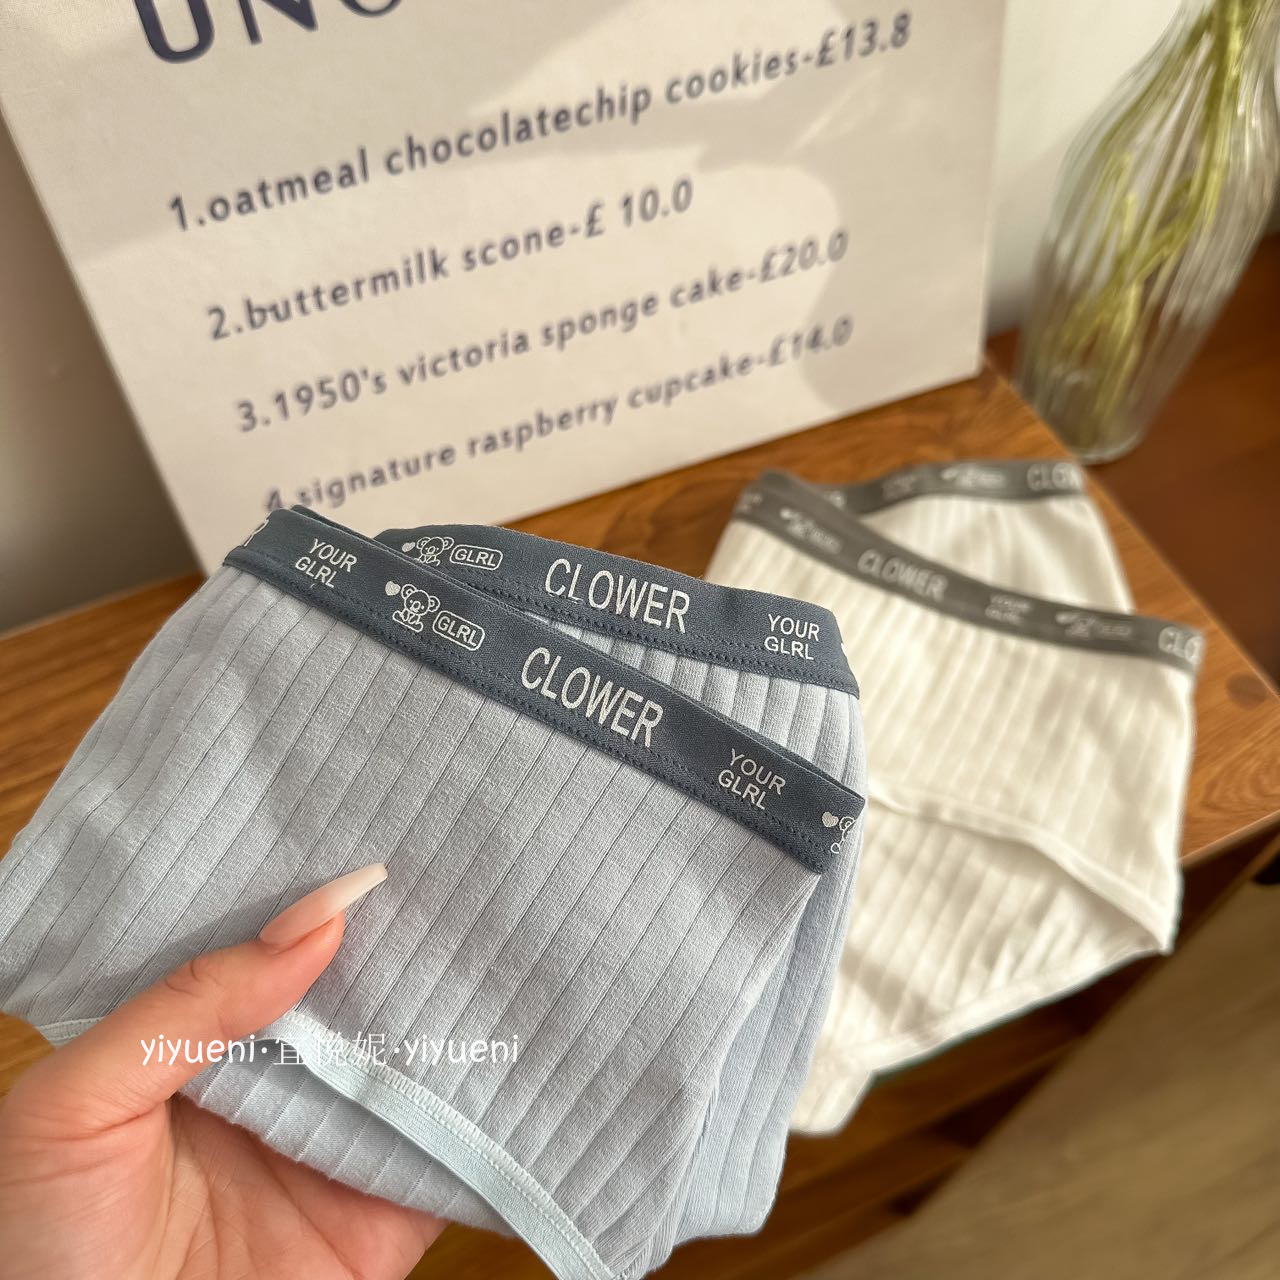 1.oatmeal chocolatechip cookies-£13.8
2.buttermilk scone-£ 10.0
3.1950's victoria sponge cake-£20.0
4.signature raspberry cupcake-£14.0
GLRL
CLOWER
YOUR
GLRL
YOUR
GLRL
GLRL
CLOWER
YOUR
GLRL
CLOWER
YOUR
GLRL
yiyueni·宜悦妮·yiyueni